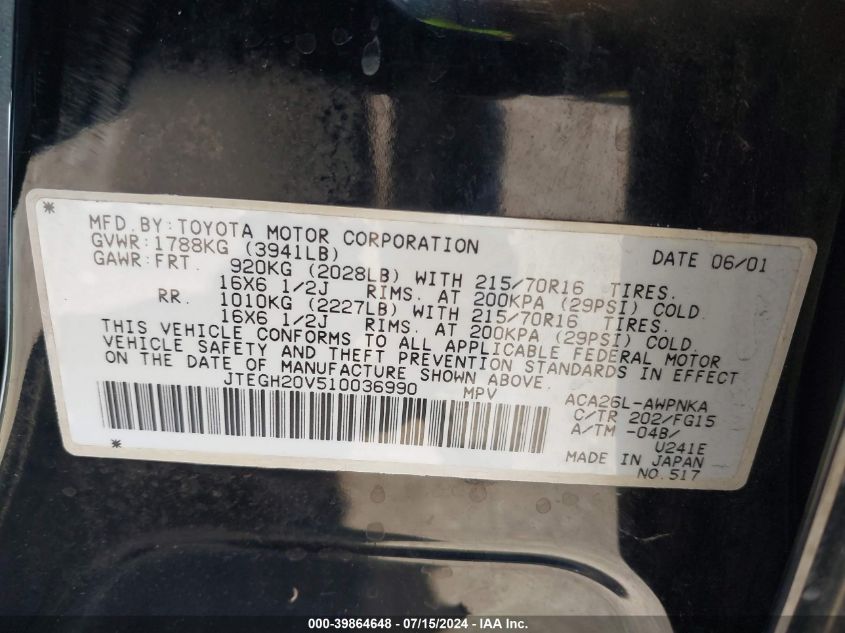 *
MFD.BY:TOYOTA MOTOR CORPORATION DATE 06/01
GVWR:1788KG (3941LB)
GAWR:FRT. 920KG (2028LB) WITH 215/70R16 TIRES.
16X6 1/2J RIMS. AT 200KPA (29PSI) COLD.
RR. 1010KG (2227LB) WITH 215/70R16 TIRES.
16X6 1/2J RIMS. AT 200KPA (29PSI) COLD.
THIS VEHICLE CONFORMS TO ALL APPLICABLE FEDERAL MOTOR
VEHICLE SAFETY AND THEFT PREVENTION STANDARDS IN EFFECT
ON THE DATE OF MANUFACTURE SHOWN ABOVE.
JTEGH20V510036990 MPV
ACA26L-AWPNKA
C/TR 202/FG15
A/TM -04B/
U241E
MADE IN JAPAN
NO.517
*
000-39864648 - 07/15/2024 - IAA Inc.